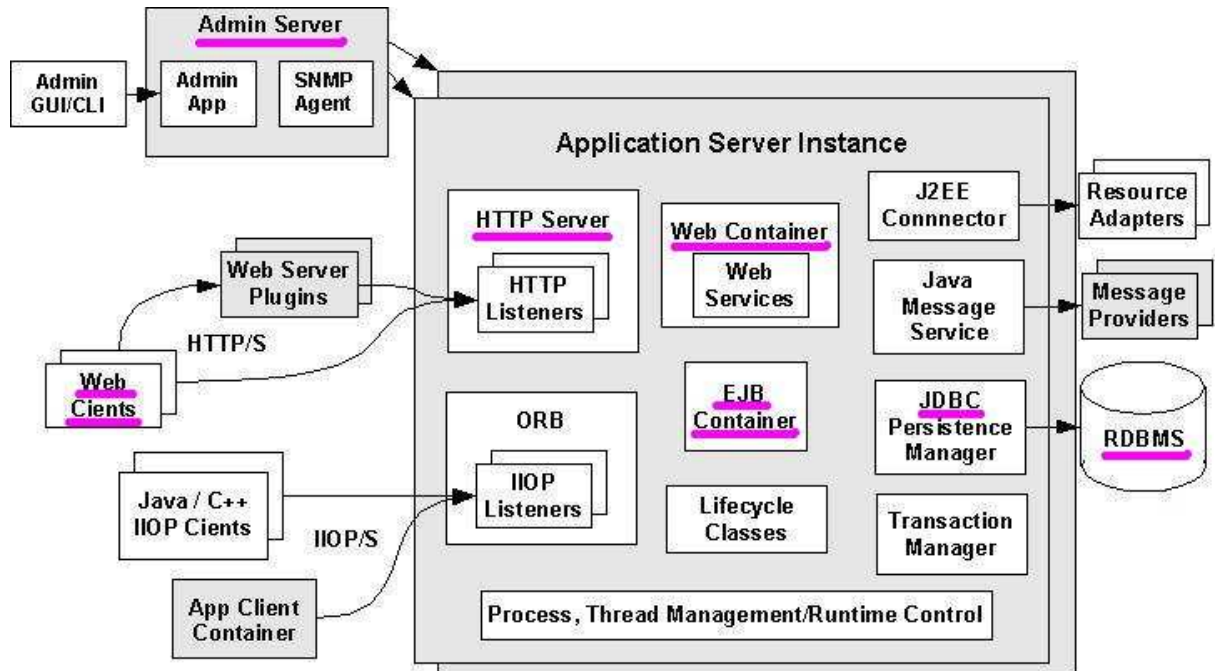 Admin Server
Admin
GUI/CLI
Admin
App
SNMP
Agent
Application Server Instance
HTTP Server
HTTP
Listeners
Web Container
Web
Services
J2EE
Connnector
Resource
Adapters
Web Server
Plugins
HTTP/S
Web
Cients
Java
Message
Service
Message
Providers
ORB
IIOP
Listeners
EJB
Container
JDBC
Persistence
Manager
RDBMS
Java / C++
IIOP Cients
IIOP/S
Lifecycle
Classes
Transaction
Manager
App Client
Container
Process, Thread Management/Runtime Control